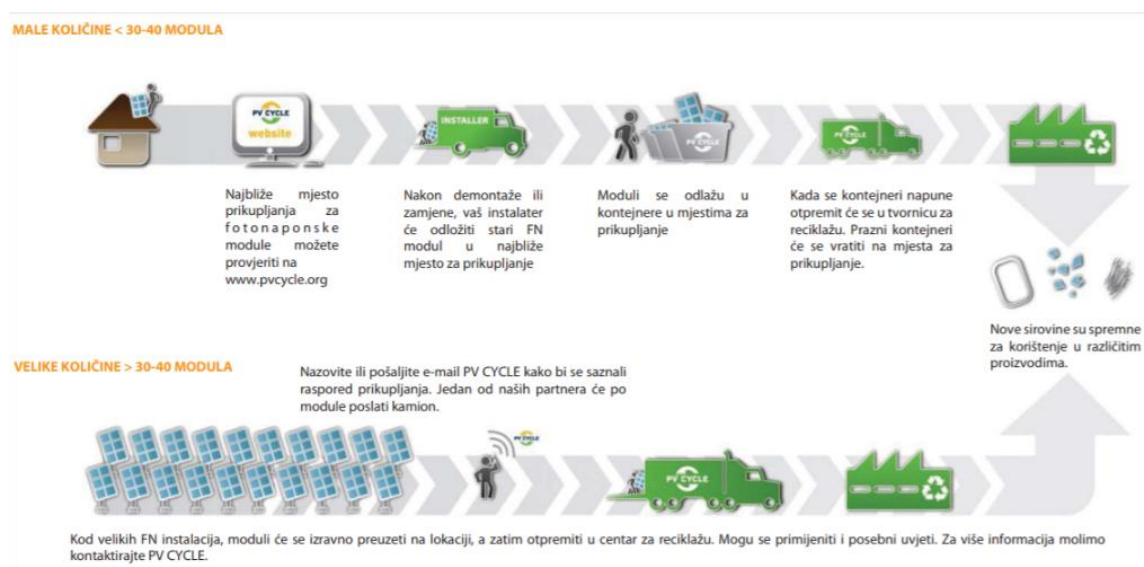 MALE KOLIČINE < 30-40 MODULA
PV CYCLE
website
INSTALLER
PV CYCLE
PV CYCLE
Najbliže mjesto
prikupljanja za
fotonaponske
module možete
provjeriti na
www.pvcycle.org
Nakon demontaže ili
zamjene, vaš instalater
će odložiti stari FN
modul u najbliže
mjesto za prikupljanje
Moduli se odlažu u
kontejnere u mjestima za
prikupljanje
Kada se kontejneri napune
otpremit će se u tvornicu za
reciklažu. Prazni kontejneri
će se vratiti na mjesta za
prikupljanje.
Nove sirovine su spremne
za korištenje u različitim
proizvodima.
VELIKE KOLIČINE > 30-40 MODULA
Nazovite ili pošaljite e-mail PV CYCLE kako bi se saznali
raspored prikupljanja. Jedan od naših partnera će po
module poslati kamion.
PV CYCLE
PV CYCLE
Kod velikih FN instalacija, moduli će se izravno preuzeti na lokaciji, a zatim otpremiti u centar za reciklažu. Mogu se primijeniti i posebni uvjeti. Za više informacija molimo
kontaktirajte PV CYCLE.